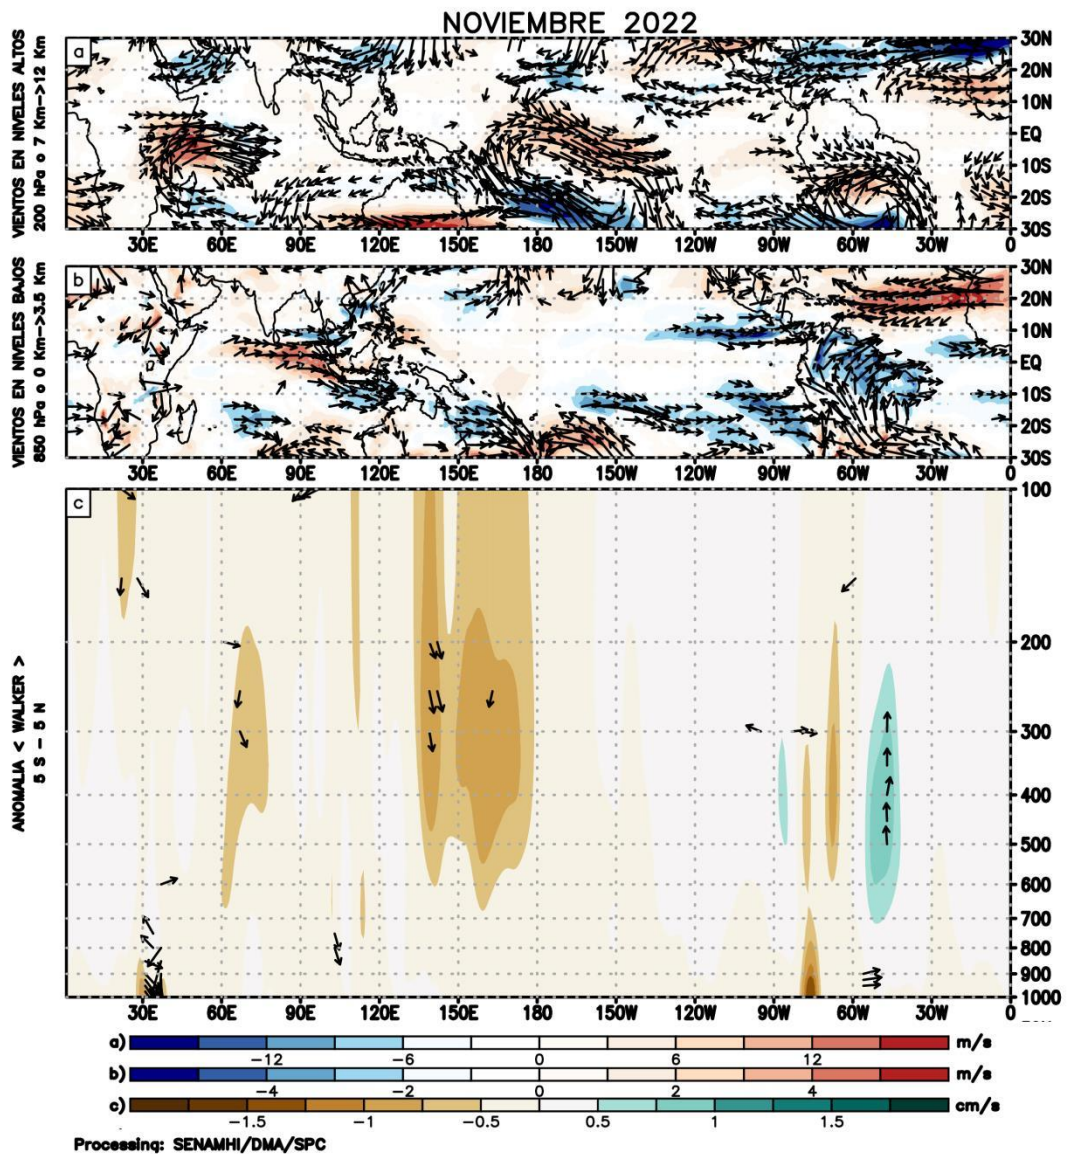 NOVIEMBRE 2022
VIENTOS EN NIVELES ALTOS
200 hPa o 7 Km->12 Km
a
30N
20N
10N
EQ
10S
20S
30S
30E 60E 90E 120E 150E 180 150W 120W 90W 60W 30W 0
VIENTOS EN NIVELES BAJOS
850 hPa o 0 Km->3.5 Km
b
30N
20N
10N
EQ
10S
20S
30S
30E 60E 90E 120E 150E 180 150W 120W 90W 60W 30W 0
ANOMALIA < WALKER >
5 S - 5 N
c
100
200
300
400
500
600
700
800
900
1000
30E 60E 90E 120E 150E 180 150W 120W 90W 60W 30W 0
a) m/s
-12 -6 0 6 12
b) m/s
-4 -2 0 2 4
c) cm/s
-1.5 -1 -0.5 0 0.5 1 1.5
Processing: SENAMHI/DMA/SPC